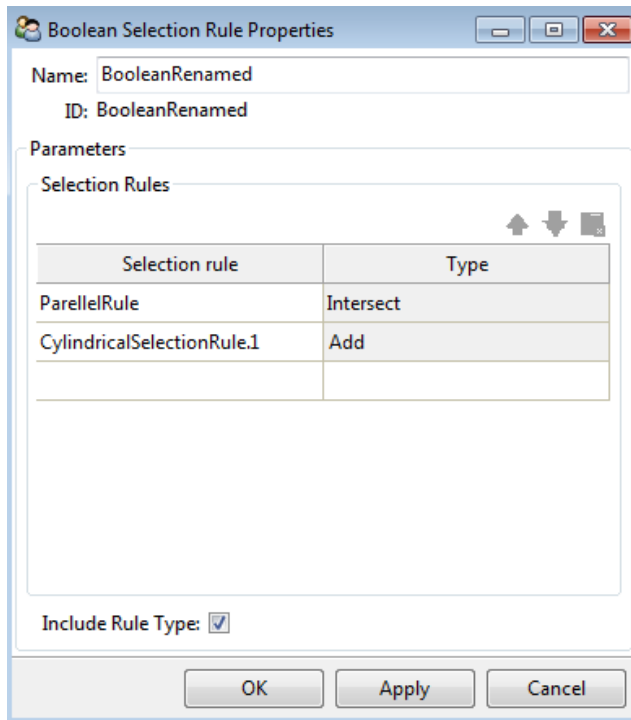 Boolean Selection Rule Properties
Name: BooleanRenamed
ID: BooleanRenamed
Parameters
Selection Rules
Selection rule Type
ParellelRule Intersect
CylindricalSelectionRule.1 Add
Include Rule Type:
OK Apply Cancel